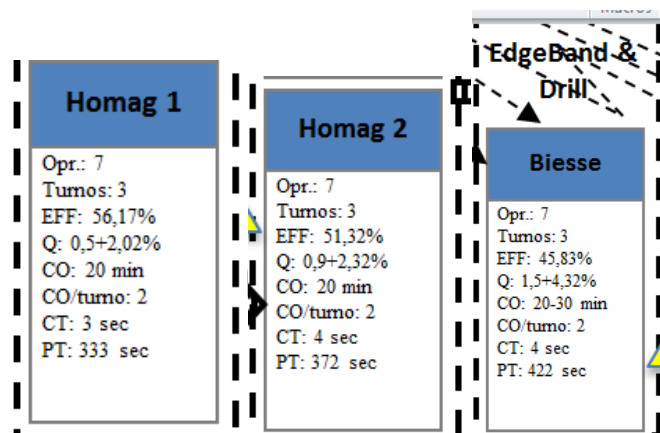 Homag 1
Opr.: 7
Turnos: 3
EFF: 56,17%
Q: 0,5+2,02%
CO: 20 min
CO/turno: 2
CT: 3 sec
PT: 333 sec
Homag 2
Opr.: 7
Turnos: 3
EFF: 51,32%
Q: 0,9+2,32%
CO: 20 min
CO/turno: 2
CT: 4 sec
PT: 372 sec
EdgeBand &
Drill
Biesse
Opr.: 7
Turnos: 3
EFF: 45,83%
Q: 1,5+4,32%
CO: 20-30 min
CO/turno: 2
CT: 4 sec
PT: 422 sec